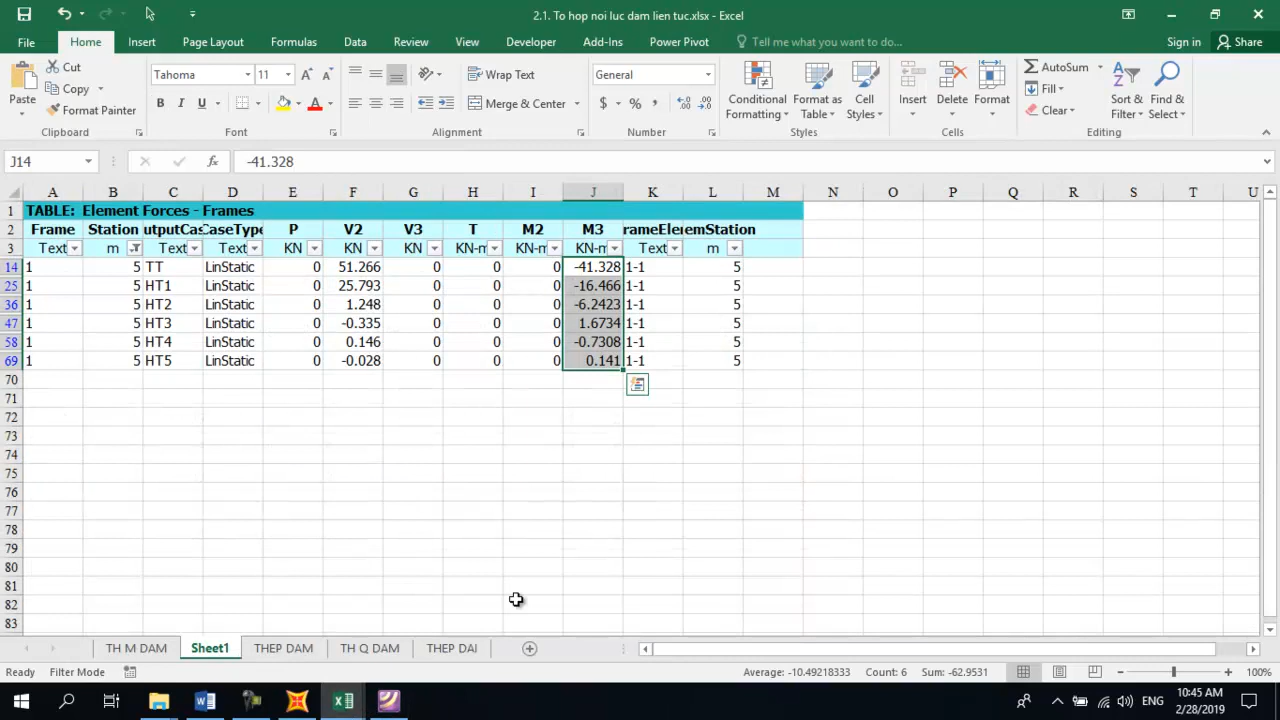 2.1. To hop noi luc dam lien tuc.xlsx - Excel
File Home Insert Page Layout Formulas Data Review View Developer Add-Ins Power Pivot Tell me what you want to do... Sign in Share
Paste Cut Copy Format Painter Clipboard
Tahoma 11 B I U A Font
Wrap Text Merge & Center Alignment
General $ % , Number
Conditional Formatting Format as Table Cell Styles Styles
Insert Delete Format Cells
AutoSum Fill Clear Sort & Filter Find & Select Editing
J14 fx -41.328
A B C D E F G H I J K L M N O P Q R S T U
1 TABLE: Element Forces - Frames
2 Frame Station utputCas CaseType P V2 V3 T M2 M3 rameEle emStation
3 Text m Text Text KN KN KN KN-m KN-m KN-m Text m
14 1 5 TT LinStatic 0 51.266 0 0 0 -41.328 1-1 5
25 1 5 HT1 LinStatic 0 25.793 0 0 0 -16.466 1-1 5
36 1 5 HT2 LinStatic 0 1.248 0 0 0 -6.2423 1-1 5
47 1 5 HT3 LinStatic 0 -0.335 0 0 0 1.6734 1-1 5
58 1 5 HT4 LinStatic 0 0.146 0 0 0 -0.7308 1-1 5
69 1 5 HT5 LinStatic 0 -0.028 0 0 0 0.141 1-1 5
70
71
72
73
74
75
76
77
78
79
80
81
82
83
TH M DAM Sheet1 THEP DAM TH Q DAM THEP DAI
Ready Filter Mode Average: -10.49218333 Count: 6 Sum: -62.9531 100%
ENG 10:45 AM
2/28/2019